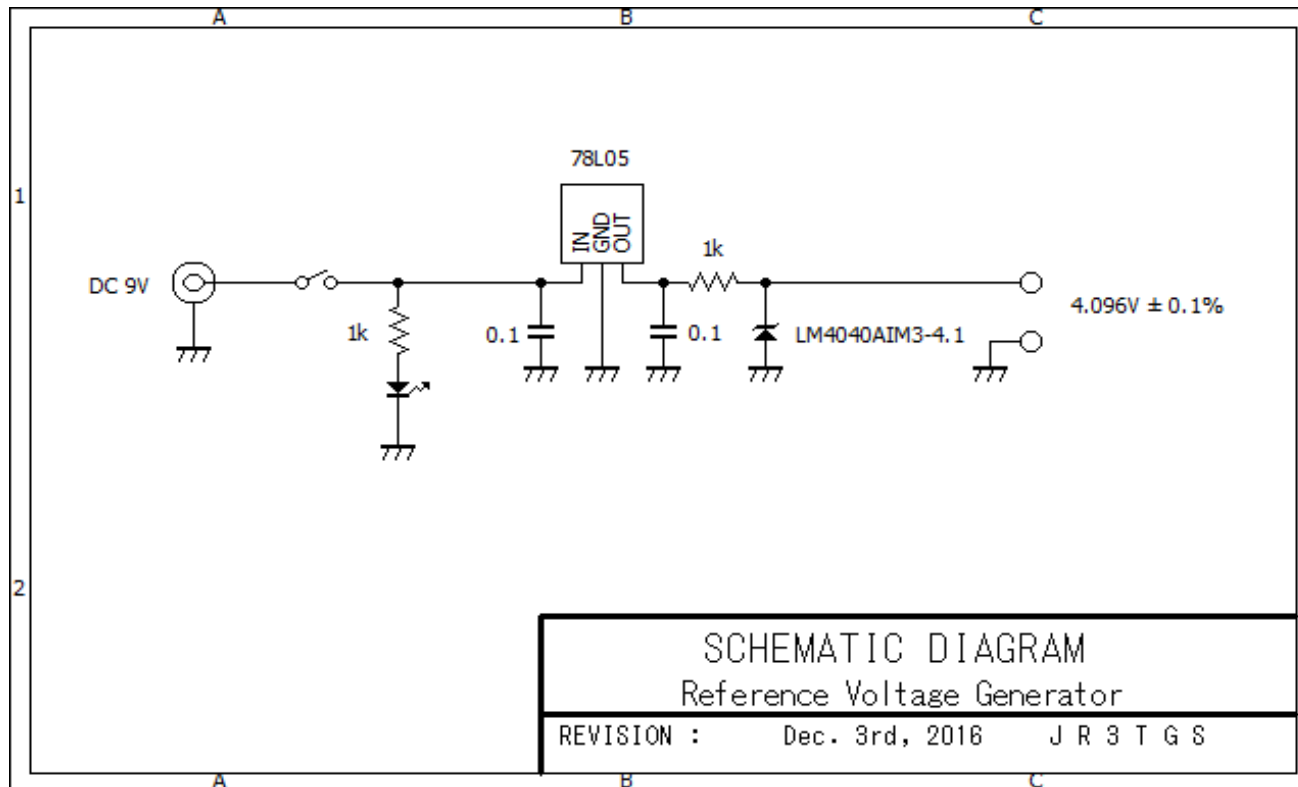 A B C
1
78L05
IN
GND
OUT
1k
DC 9V
4.096V ± 0.1%
1k
0.1
0.1
LM4040AIM3-4.1
2
SCHEMATIC DIAGRAM
Reference Voltage Generator
REVISION : Dec. 3rd, 2016 J R 3 T G S
A B C